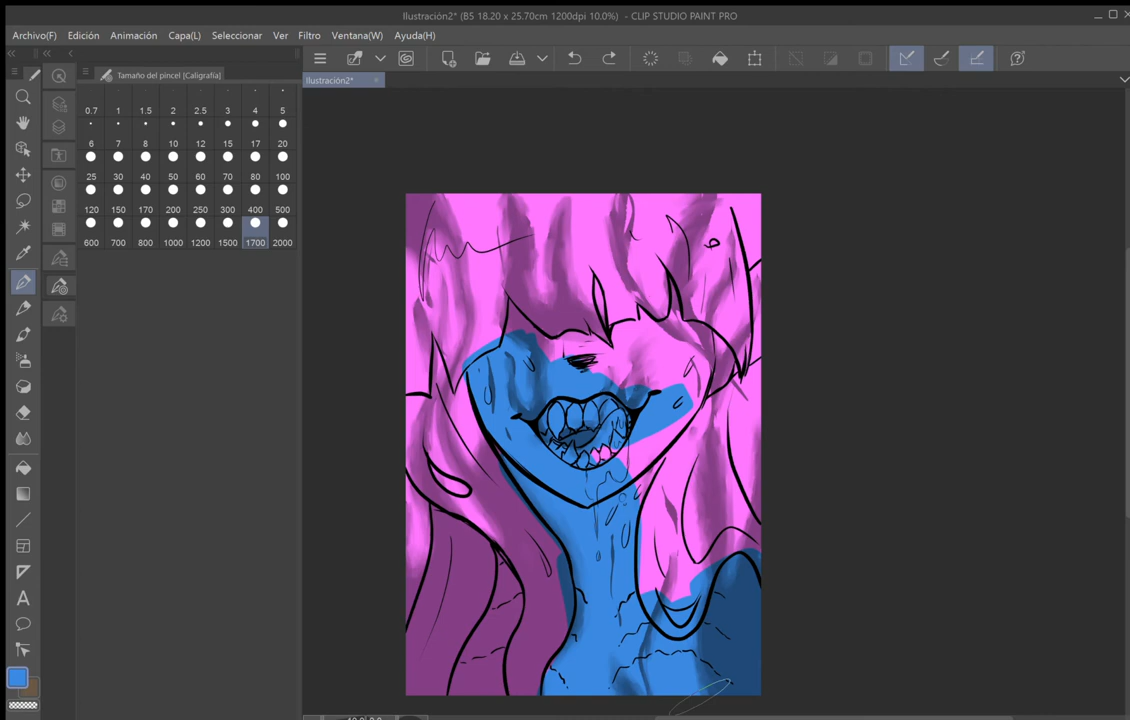 Ilustración2* (B5 18.20 x 25.70cm 1200dpi 10.0%) - CLIP STUDIO PAINT PRO
Archivo(F) Edición Animación Capa(L) Seleccionar Ver Filtro Ventana(W) Ayuda(H)
Tamaño del pincel [Caligrafía]
Ilustración2*
0.7 1 1.5 2 2.5 3 4 5
6 7 8 10 12 15 17 20
25 30 40 50 60 70 80 100
120 150 170 200 250 300 400 500
600 700 800 1000 1200 1500 1700 2000